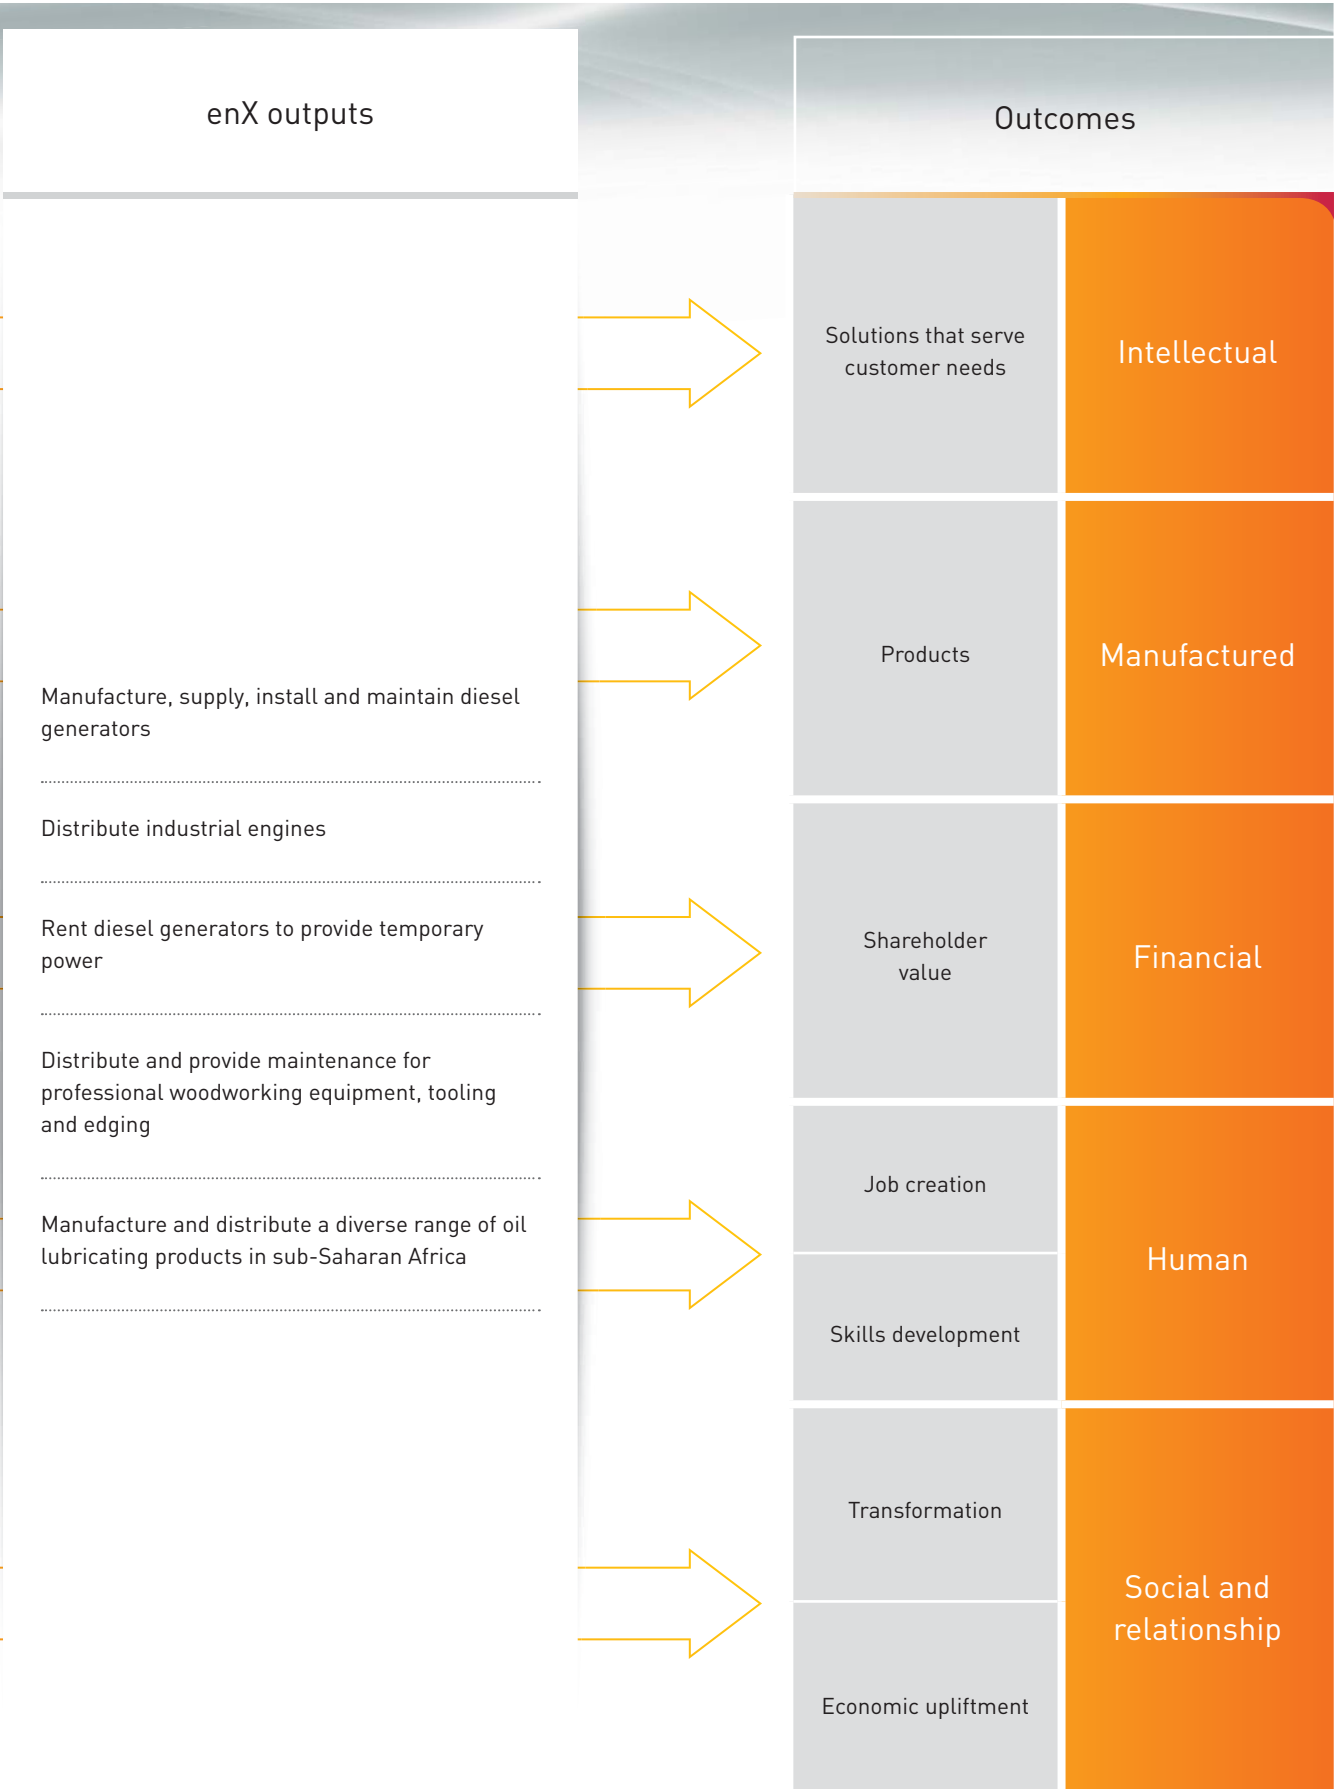 enX outputs
Manufacture, supply, install and maintain diesel
generators
Distribute industrial engines
Rent diesel generators to provide temporary
power
Distribute and provide maintenance for
professional woodworking equipment, tooling
and edging
Manufacture and distribute a diverse range of oil
lubricating products in sub-Saharan Africa
Outcomes
Solutions that serve
customer needs
Intellectual
Products
Manufactured
Shareholder
value
Financial
Job creation
Skills development
Human
Transformation
Economic upliftment
Social and
relationship